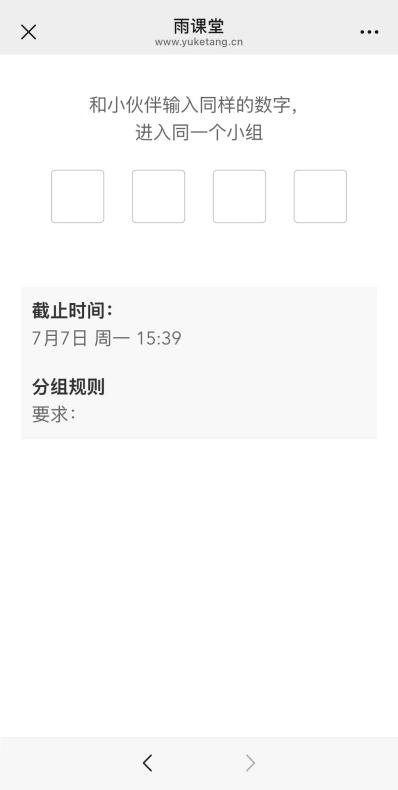 雨课堂
www.yuketang.cn
和小伙伴输入同样的数字，
进入同一个小组
截止时间：
7月7日 周一 15:39
分组规则
要求：